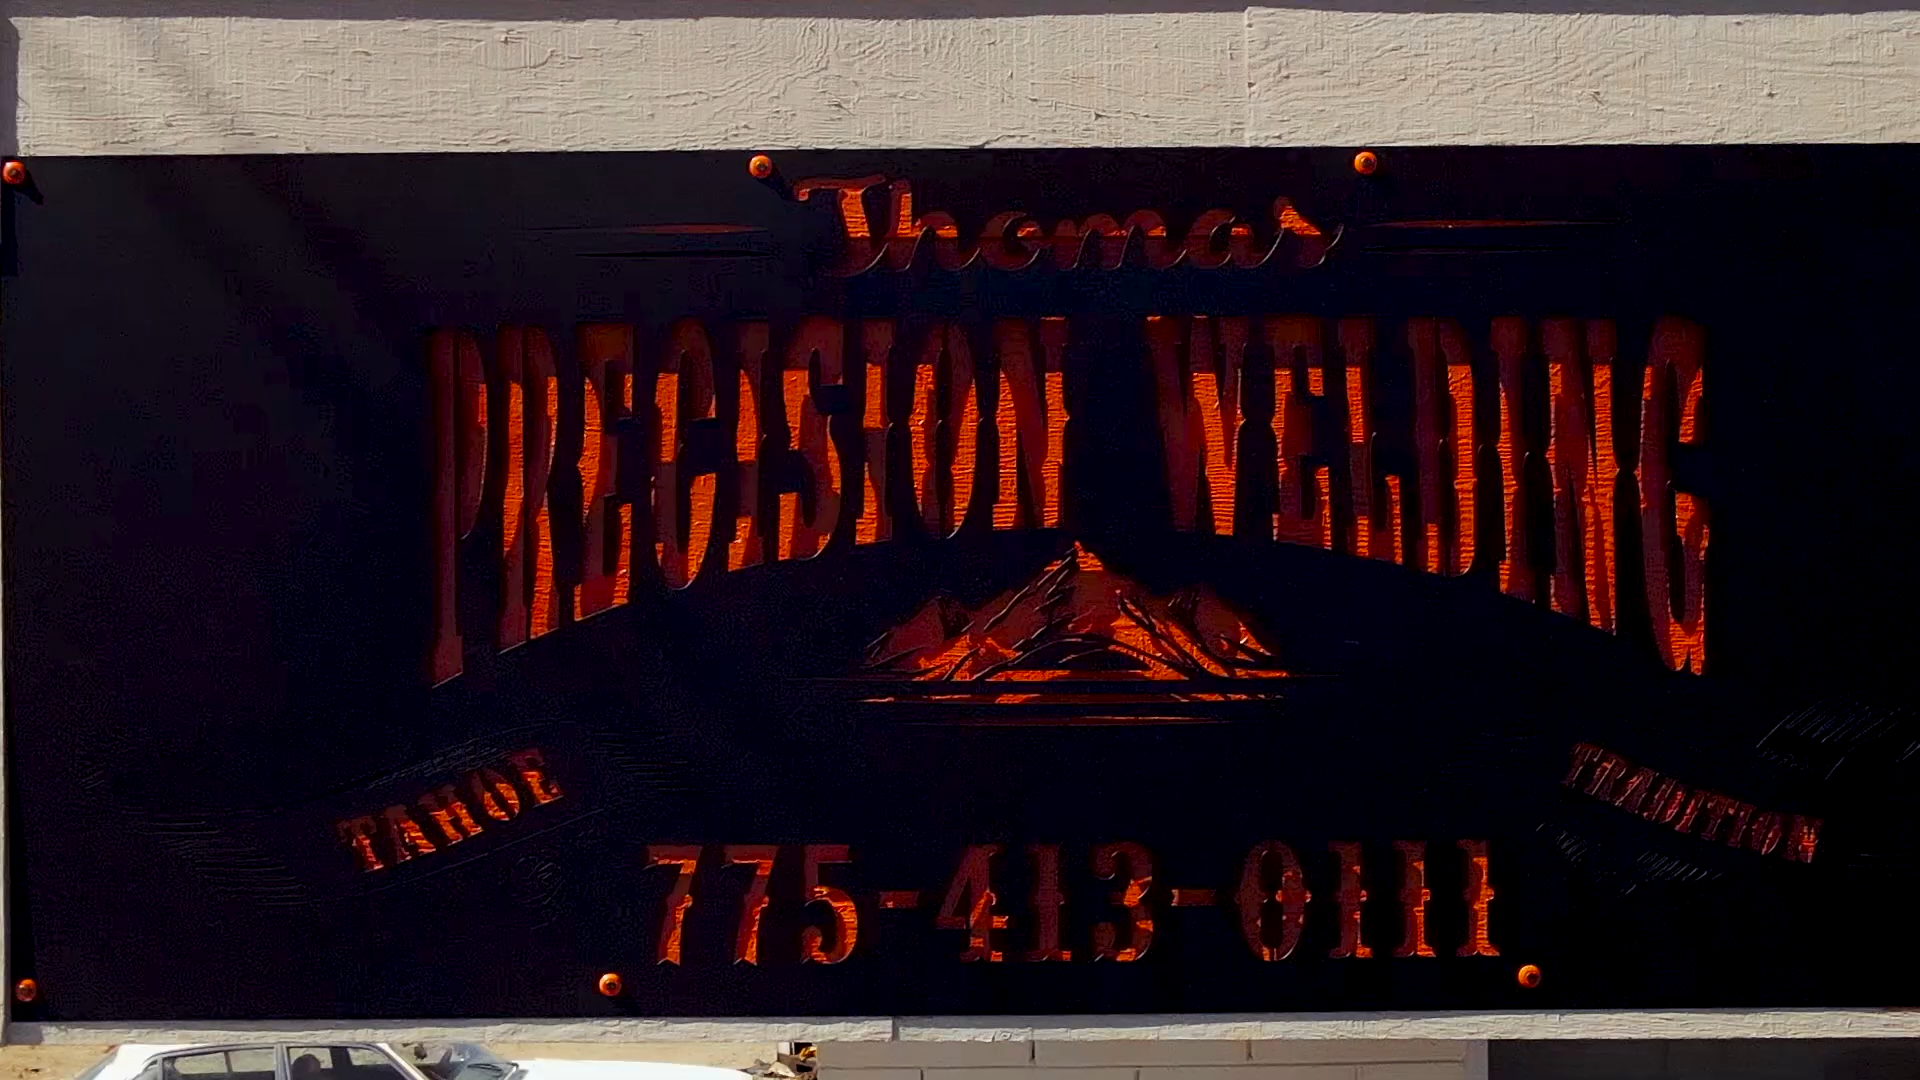 Thomas
PRECISION WELDING
TAHOE
TRADITION
775-413-0111